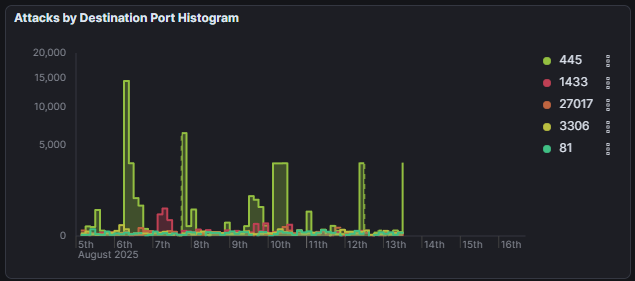 Attacks by Destination Port Histogram
20,000
15,000
10,000
5,000
0
5th
6th
7th
8th
9th
10th
11th
12th
13th
14th
15th
16th
August 2025
445
1433
27017
3306
81